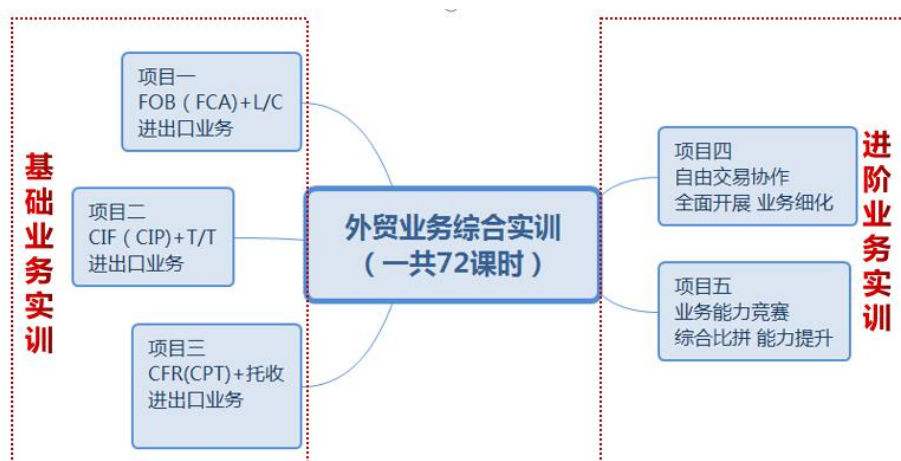 基础业务实训
项目一
FOB（FCA）+L/C
进出口业务
项目二
CIF（CIP)+T/T
进出口业务
项目三
CFR(CPT)+托收
进出口业务
外贸业务综合实训
（一共72课时）
项目四
自由交易协作
全面开展 业务细化
项目五
业务能力竞赛
综合比拼 能力提升
进阶业务实训